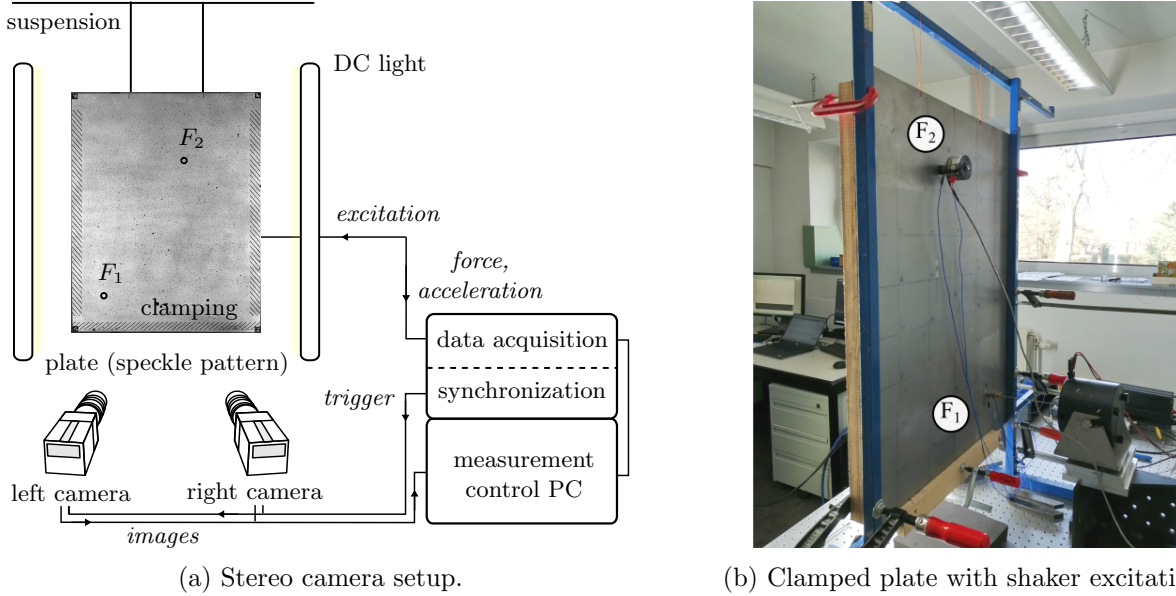 suspension
DC light
F2
excitation
F1
force,
acceleration
clamping
data acquisition
plate (speckle pattern)
synchronization
trigger
measurement
control PC
left camera
right camera
images
(a) Stereo camera setup.
F2
F1
(b) Clamped plate with shaker excitati